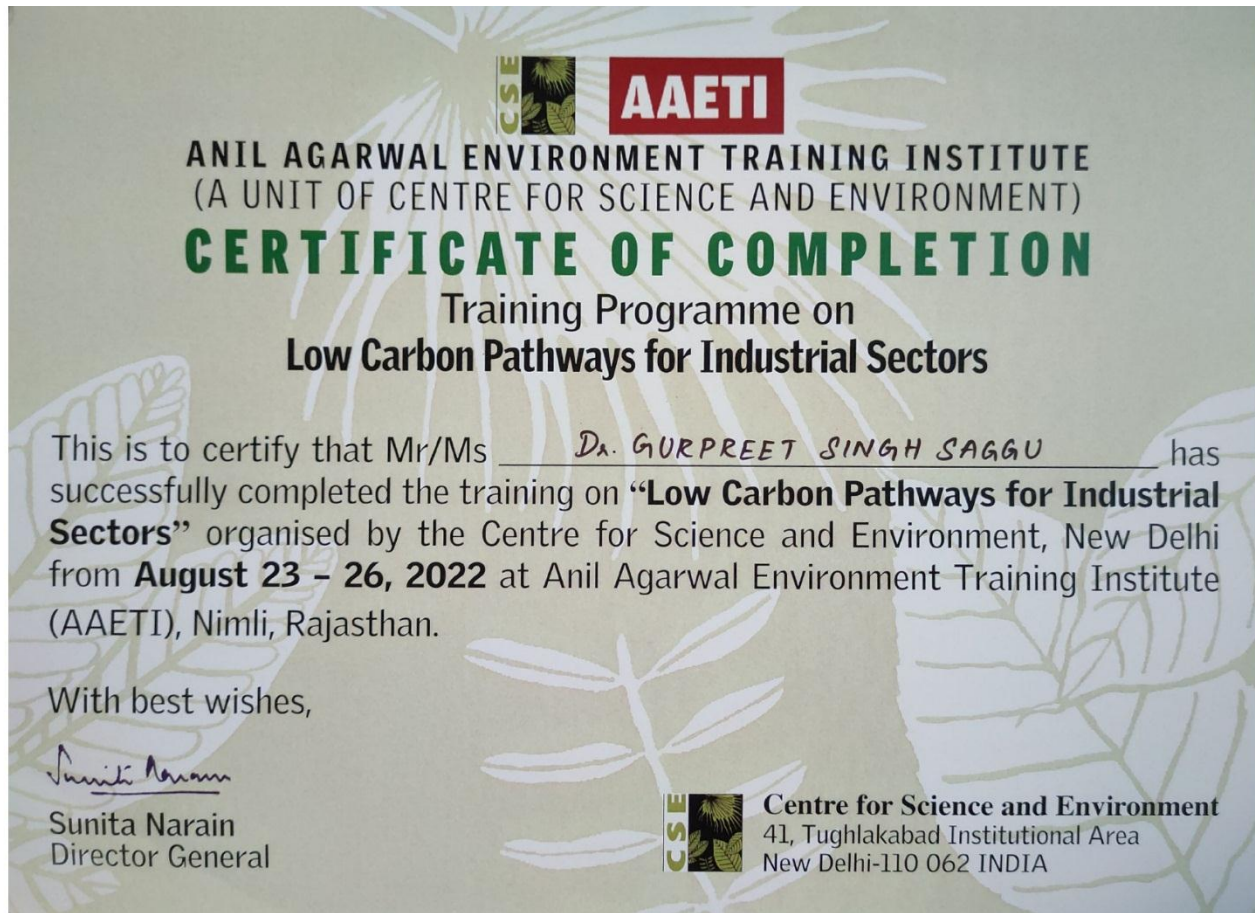 CSE AAETI
ANIL AGARWAL ENVIRONMENT TRAINING INSTITUTE
(A UNIT OF CENTRE FOR SCIENCE AND ENVIRONMENT)
CERTIFICATE OF COMPLETION
Training Programme on
Low Carbon Pathways for Industrial Sectors
This is to certify that Mr/Ms Dr. GURPREET SINGH SAGGU has
successfully completed the training on “Low Carbon Pathways for Industrial
Sectors” organised by the Centre for Science and Environment, New Delhi
from August 23 – 26, 2022 at Anil Agarwal Environment Training Institute
(AAETI), Nimli, Rajasthan.
With best wishes,
Sunita Narain
Sunita Narain
Director General
CSE
Centre for Science and Environment
41, Tughlakabad Institutional Area
New Delhi-110 062 INDIA